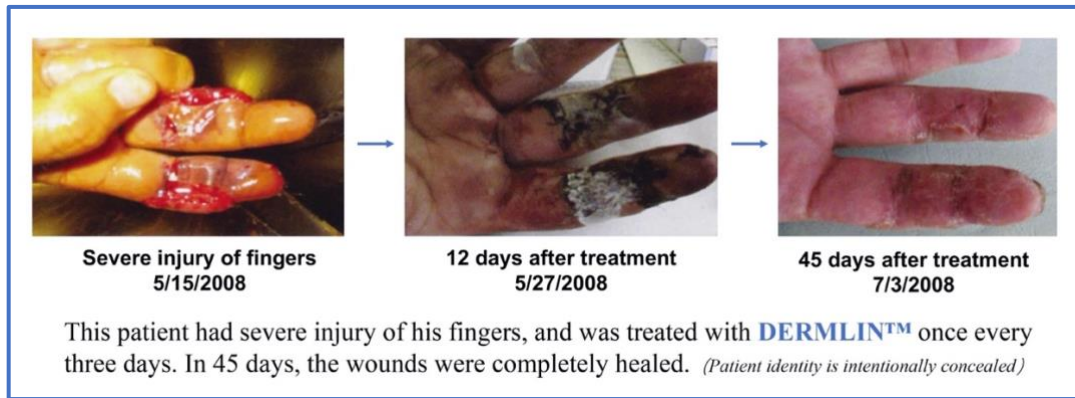 Severe injury of fingers
5/15/2008
12 days after treatment
5/27/2008
45 days after treatment
7/3/2008
This patient had severe injury of his fingers, and was treated with DERMLIN™ once every
three days. In 45 days, the wounds were completely healed. (Patient identity is intentionally concealed)